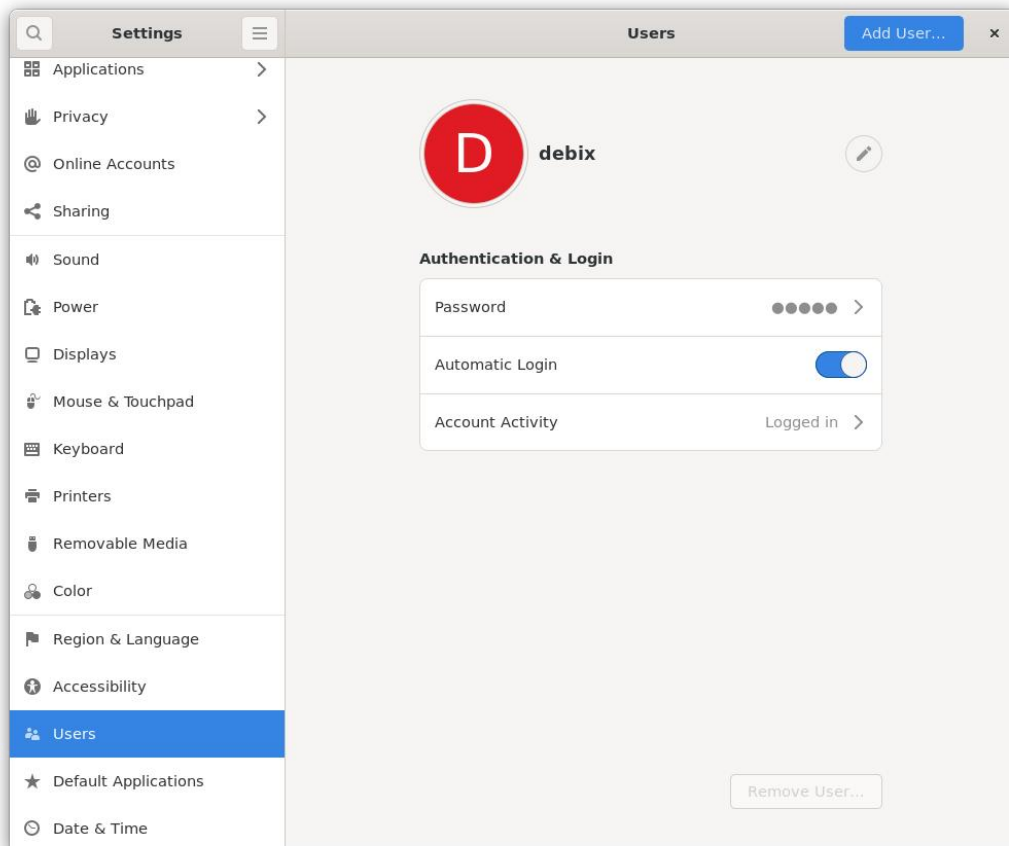 Settings
Users
Add User...
Applications
Privacy
Online Accounts
Sharing
Sound
Power
Displays
Mouse & Touchpad
Keyboard
Printers
Removable Media
Color
Region & Language
Accessibility
Users
Default Applications
Date & Time
D
debix
Authentication & Login
Password
Automatic Login
Account Activity
Logged in
Remove User...